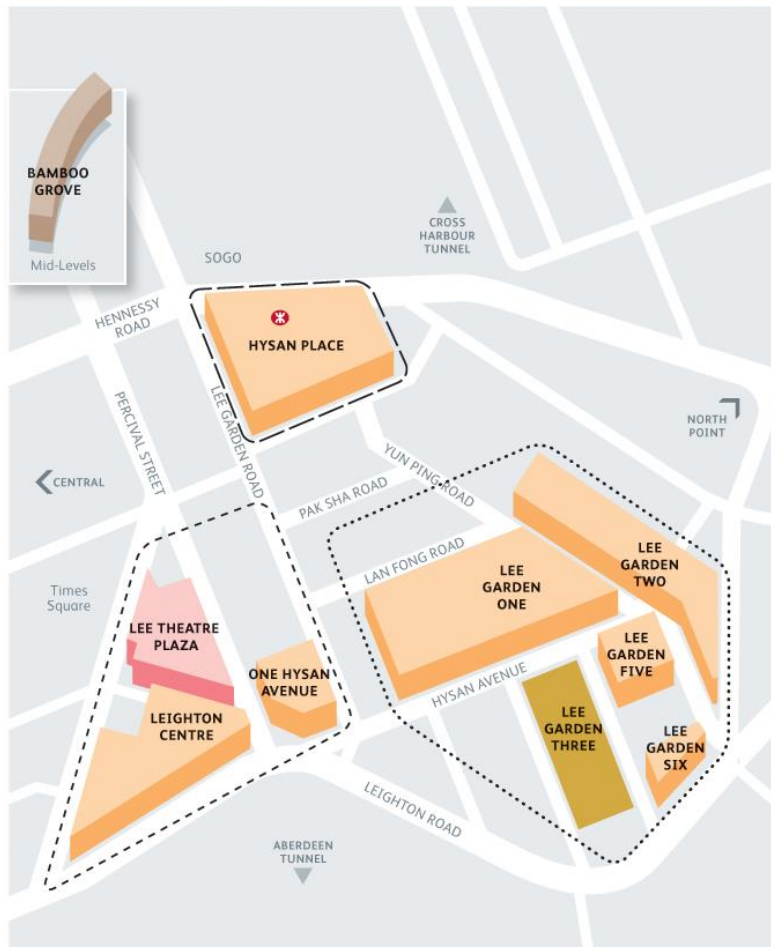 BAMBOO
GROVE
Mid-Levels
SOGO
CROSS
HARBOUR
TUNNEL
HENNESSY
ROAD
HYSAN PLACE
PERCIVAL STREET
LEE GARDEN ROAD
NORTH
POINT
CENTRAL
YUN PING ROAD
PAK SHA ROAD
LAN FONG ROAD
LEE
GARDEN
TWO
LEE
GARDEN
ONE
Times
Square
LEE THEATRE
PLAZA
ONE HYSAN
AVENUE
HYSAN AVENUE
LEE
GARDEN
FIVE
LEIGHTON
CENTRE
LEE
GARDEN
THREE
LEE
GARDEN
SIX
LEIGHTON ROAD
ABERDEEN
TUNNEL